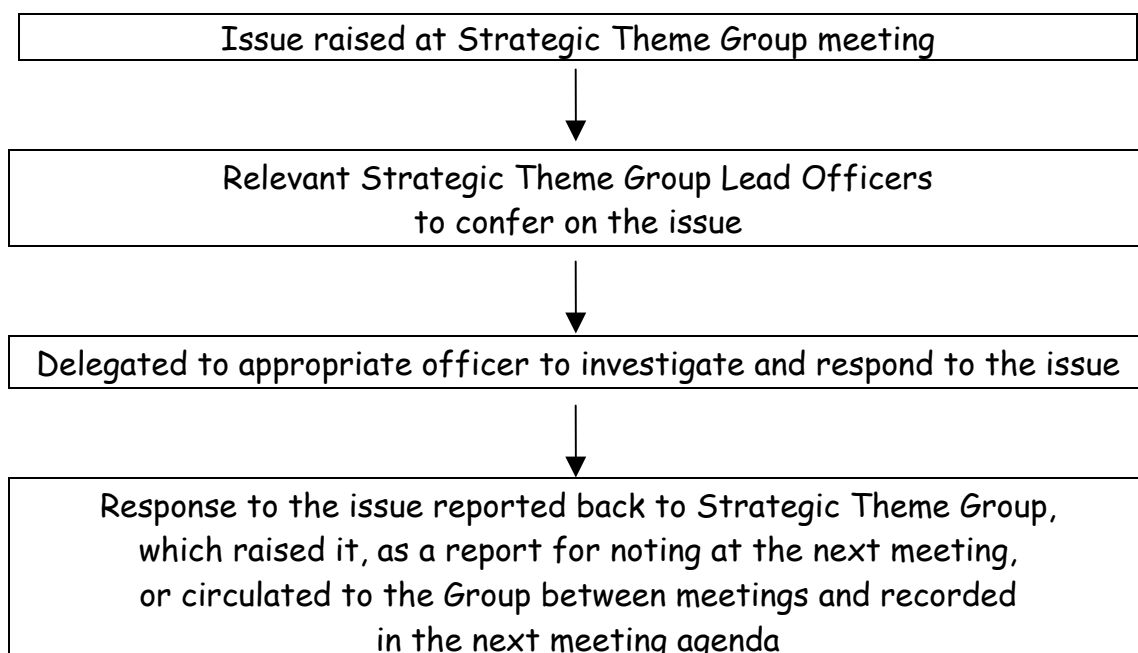 Issue raised at Strategic Theme Group meeting
Relevant Strategic Theme Group Lead Officers
to confer on the issue
Delegated to appropriate officer to investigate and respond to the issue
Response to the issue reported back to Strategic Theme Group,
which raised it, as a report for noting at the next meeting,
or circulated to the Group between meetings and recorded
in the next meeting agenda